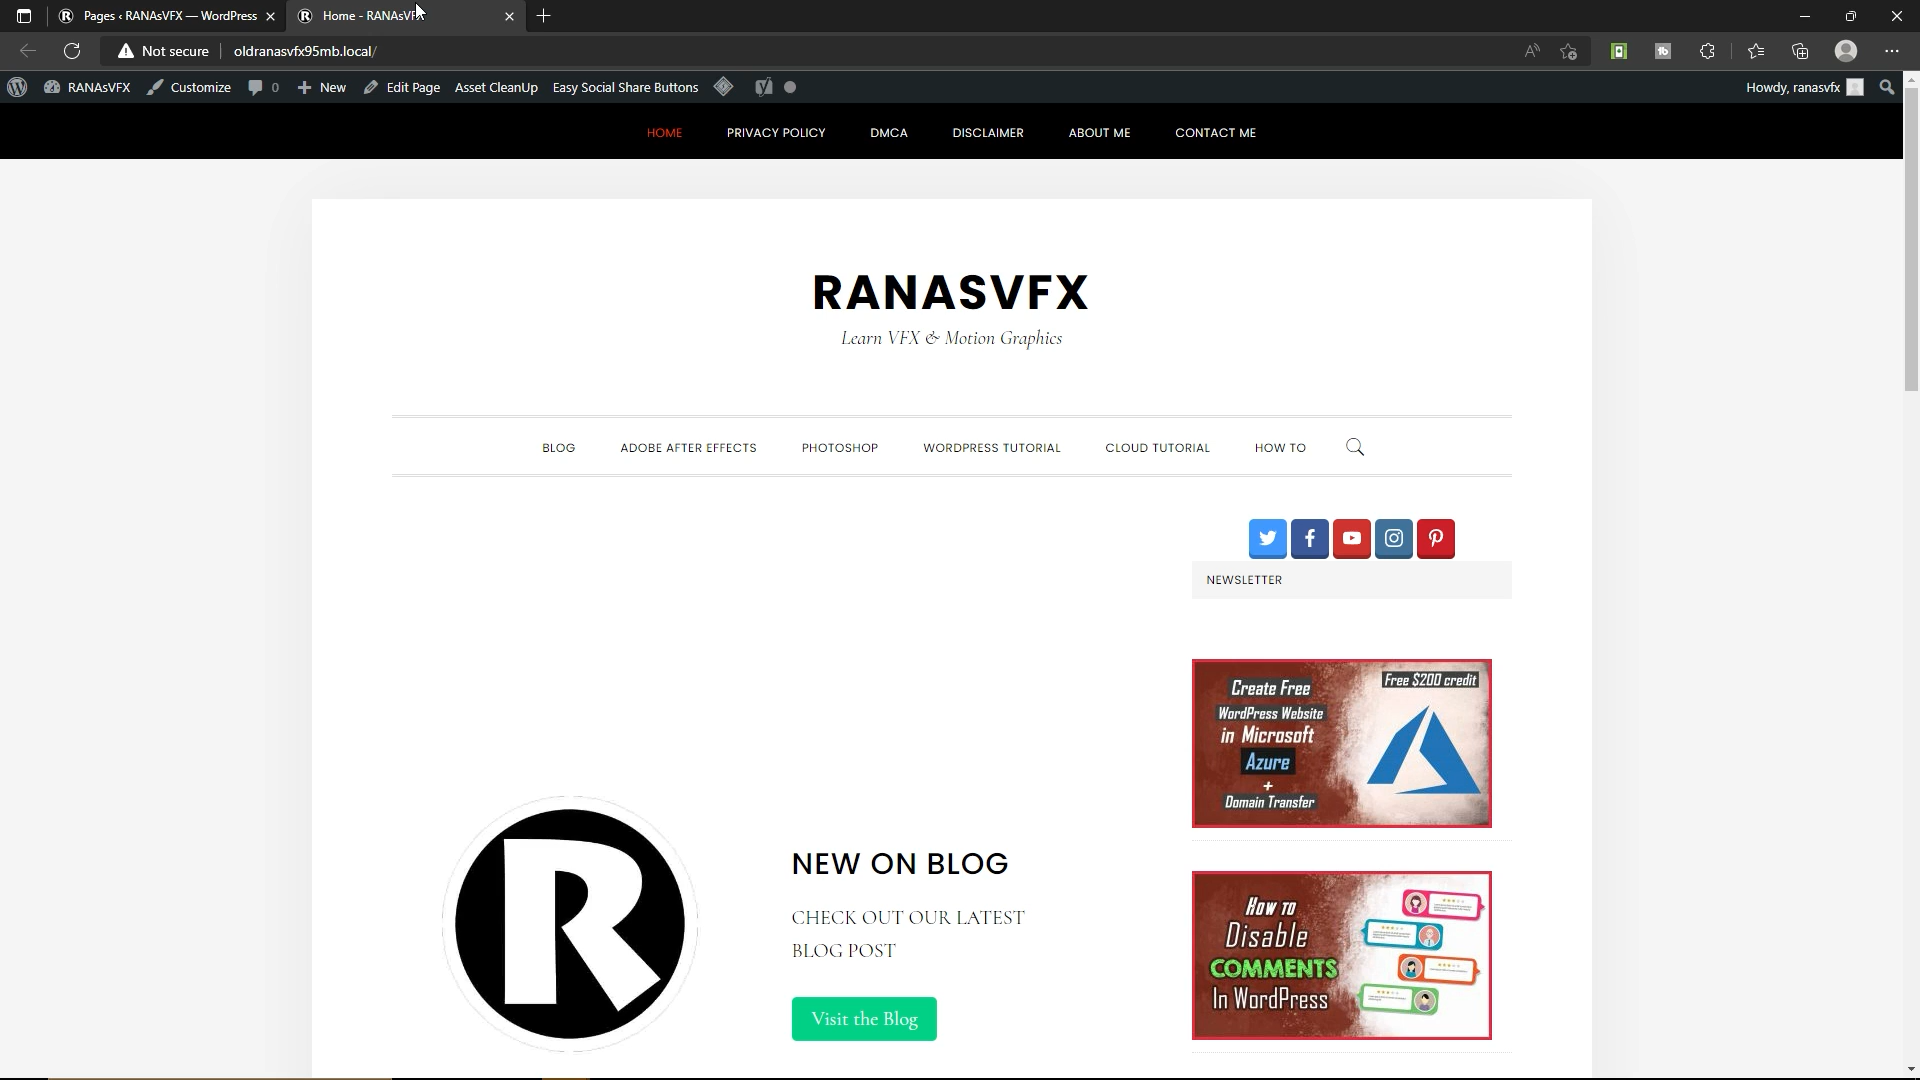 Pages ‹ RANAsVFX — WordPress
Home - RANAsVF
Not secure
oldranasvfx95mb.local/
RANAsVFX
Customize
0
New
Edit Page
Asset CleanUp
Easy Social Share Buttons
Howdy, ranasvfx
HOME
PRIVACY POLICY
DMCA
DISCLAIMER
ABOUT ME
CONTACT ME
RANASVFX
Learn VFX & Motion Graphics
BLOG
ADOBE AFTER EFFECTS
PHOTOSHOP
WORDPRESS TUTORIAL
CLOUD TUTORIAL
HOW TO
NEWSLETTER
Create Free
WordPress Website
in Microsoft
Azure
+
Domain Transfer
Free $200 credit
R
NEW ON BLOG
CHECK OUT OUR LATEST
BLOG POST
Visit the Blog
How to
Disable
COMMENTS
In WordPress